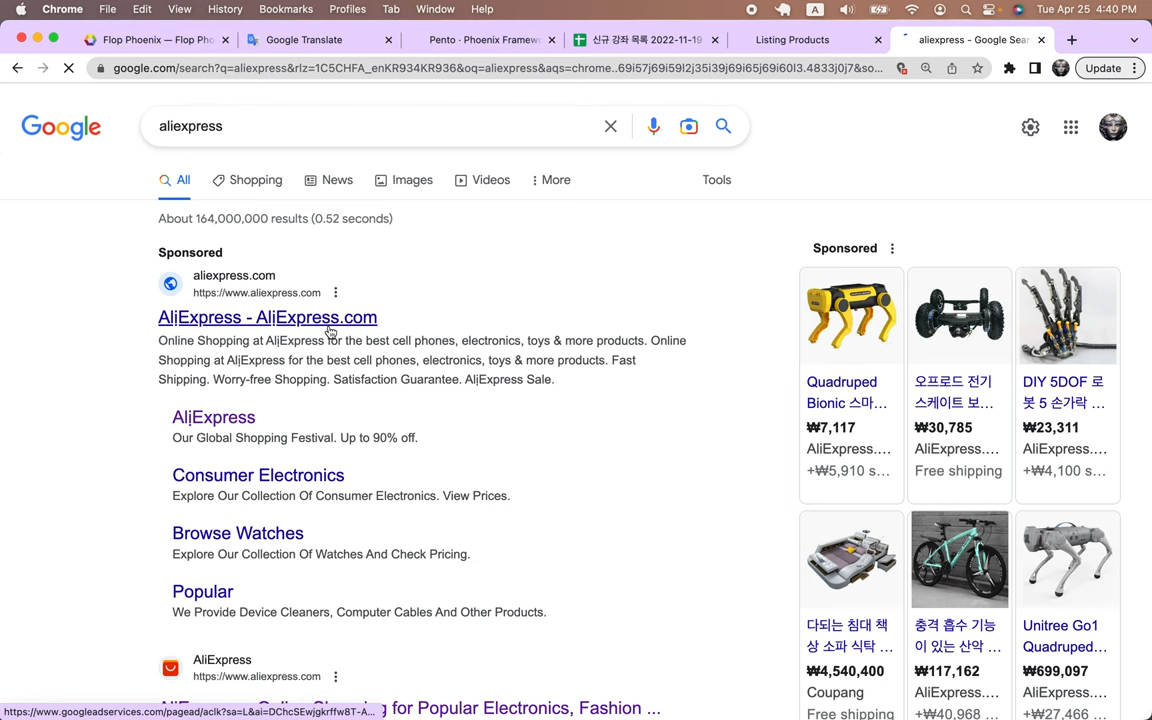 Chrome File Edit View History Bookmarks Profiles Tab Window Help A Tue Apr 25 4:40 PM
Flop Phoenix — Flop Pho Google Translate Pento · Phoenix Framew 신규 강좌 목록 2022-11-19 Listing Products aliexpress - Google Sear
google.com/search?q=aliexpress&rlz=1C5CHFA_enKR934KR936&oq=aliexpress&aqs=chrome..69i57j69i59l2j35i39j69i65j69i60l3.4833j0j7&so... Update
Google
aliexpress
All Shopping News Images Videos More Tools
About 164,000,000 results (0.52 seconds)
Sponsored
aliexpress.com
https://www.aliexpress.com
AliExpress - AliExpress.com
Online Shopping at AliExpress for the best cell phones, electronics, toys & more products. Online
Shopping at AliExpress for the best cell phones, electronics, toys & more products. Fast
Shipping. Worry-free Shopping. Satisfaction Guarantee. AliExpress Sale.
AliExpress
Our Global Shopping Festival. Up to 90% off.
Consumer Electronics
Explore Our Collection Of Consumer Electronics. View Prices.
Browse Watches
Explore Our Collection Of Watches And Check Pricing.
Popular
We Provide Device Cleaners, Computer Cables And Other Products.
AliExpress
https://www.aliexpress.com
for Popular Electronics, Fashion ...
https://www.googleadservices.com/pagead/aclk?sa=L&ai=DChcSEwjgkrffw8T-A...
Sponsored
Quadruped
Bionic 스마...
₩7,117
AliExpress....
+₩5,910 s...
오프로드 전기
스케이트 보...
₩30,785
AliExpress....
Free shipping
DIY 5DOF 로
봇 5 손가락 ...
₩23,311
AliExpress....
+₩4,100 s...
다되는 침대 책
상 소파 식탁 ...
₩4,540,400
Coupang
Free shipping
충격 흡수 기능
이 있는 산악 ...
₩117,162
AliExpress....
+₩40,968 ...
Unitree Go1
Quadruped...
₩699,097
AliExpress....
+₩27,466 ...